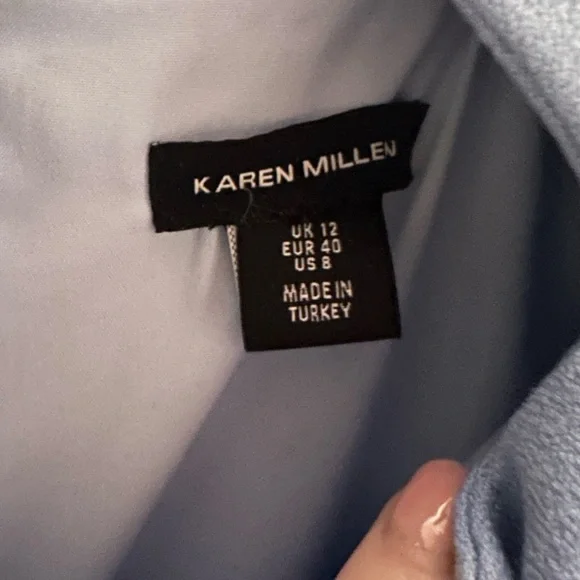 KAREN MILLEN
UK 12
EUR 40
US 8
MADE IN
TURKEY